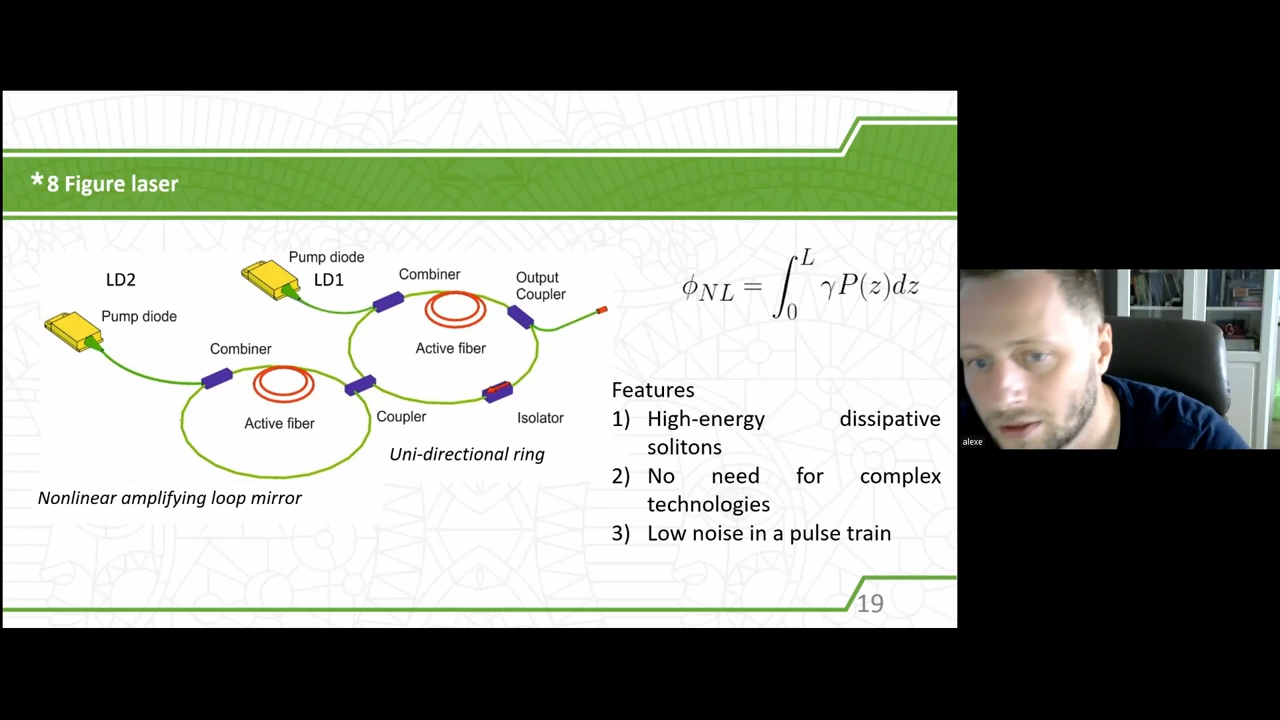 *8 Figure laser
Pump diode
LD2
LD1
Combiner
Output
Coupler
Pump diode
Combiner
Active fiber
Active fiber
Coupler
Isolator
Uni-directional ring
Nonlinear amplifying loop mirror
ϕ_NL = ∫_0^L γP(z)dz
Features
1) High-energy dissipative
solitons
2) No need for complex
technologies
3) Low noise in a pulse train
19
alexe